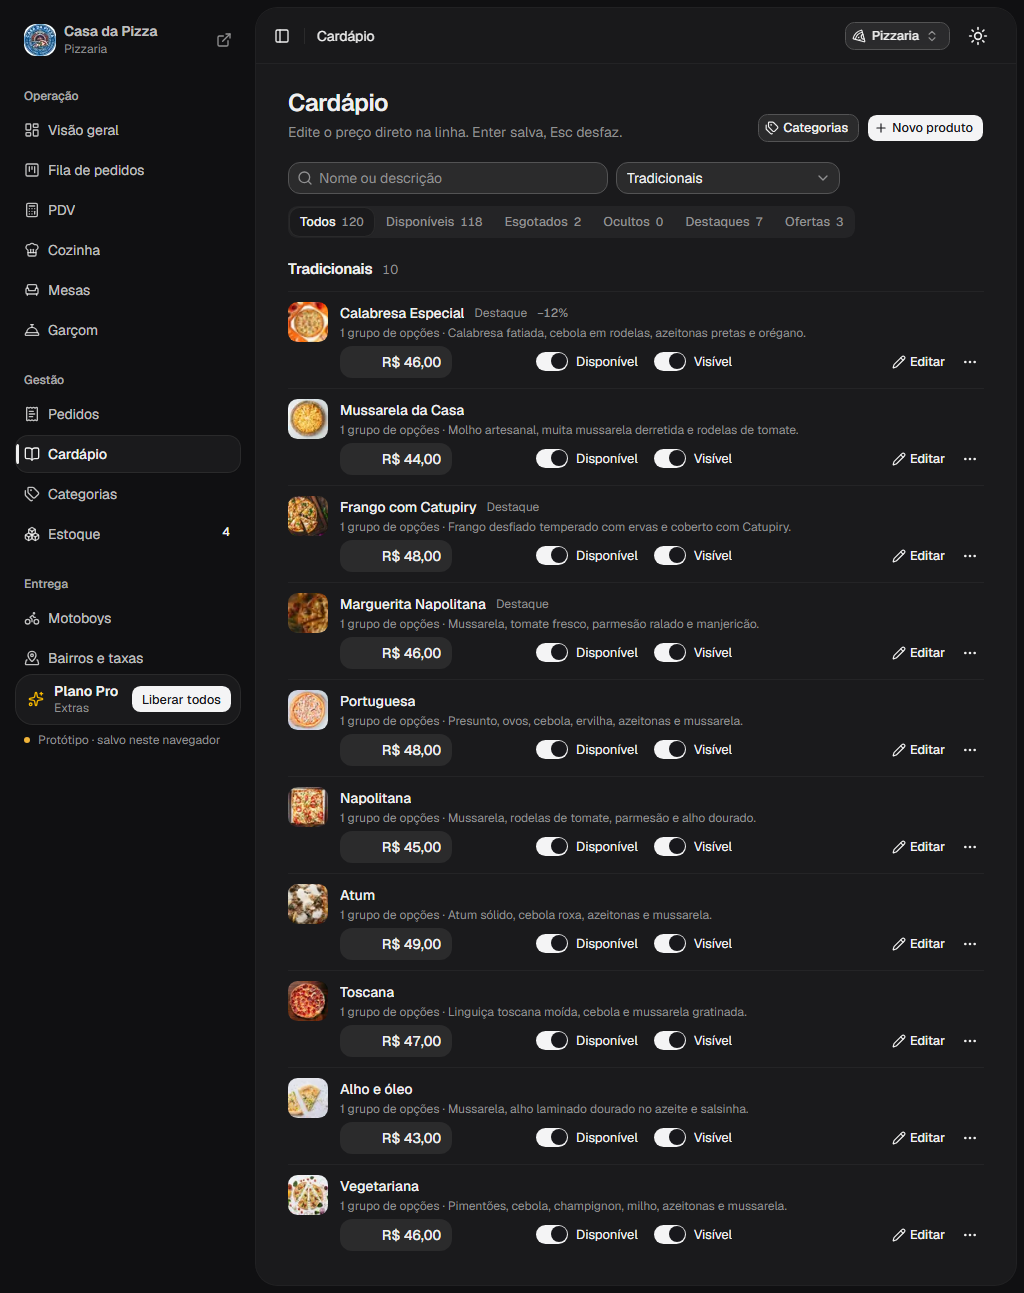 Casa da Pizza
Pizzaria
Operação
Visão geral
Fila de pedidos
PDV
Cozinha
Mesas
Garçom
Gestão
Pedidos
Cardápio
Categorias
Estoque 4
Entrega
Motoboys
Bairros e taxas
Plano Pro
Extras
Liberar todos
Protótipo · salvo neste navegador
Cardápio
Pizzaria
Cardápio
Edite o preço direto na linha. Enter salva, Esc desfaz.
Categorias
+ Novo produto
Nome ou descrição
Tradicionais
Todos 120 Disponíveis 118 Esgotados 2 Ocultos 0 Destaques 7 Ofertas 3
Tradicionais 10
Calabresa Especial Destaque −12%
1 grupo de opções · Calabresa fatiada, cebola em rodelas, azeitonas pretas e orégano.
R$ 46,00 Disponível Visível Editar ···
Mussarela da Casa
1 grupo de opções · Molho artesanal, muita mussarela derretida e rodelas de tomate.
R$ 44,00 Disponível Visível Editar ···
Frango com Catupiry Destaque
1 grupo de opções · Frango desfiado temperado com ervas e coberto com Catupiry.
R$ 48,00 Disponível Visível Editar ···
Marguerita Napolitana Destaque
1 grupo de opções · Mussarela, tomate fresco, parmesão ralado e manjericão.
R$ 46,00 Disponível Visível Editar ···
Portuguesa
1 grupo de opções · Presunto, ovos, cebola, ervilha, azeitonas e mussarela.
R$ 48,00 Disponível Visível Editar ···
Napolitana
1 grupo de opções · Mussarela, rodelas de tomate, parmesão e alho dourado.
R$ 45,00 Disponível Visível Editar ···
Atum
1 grupo de opções · Atum sólido, cebola roxa, azeitonas e mussarela.
R$ 49,00 Disponível Visível Editar ···
Toscana
1 grupo de opções · Linguiça toscana moída, cebola e mussarela gratinada.
R$ 47,00 Disponível Visível Editar ···
Alho e óleo
1 grupo de opções · Mussarela, alho laminado dourado no azeite e salsinha.
R$ 43,00 Disponível Visível Editar ···
Vegetariana
1 grupo de opções · Pimentões, cebola, champignon, milho, azeitonas e mussarela.
R$ 46,00 Disponível Visível Editar ···